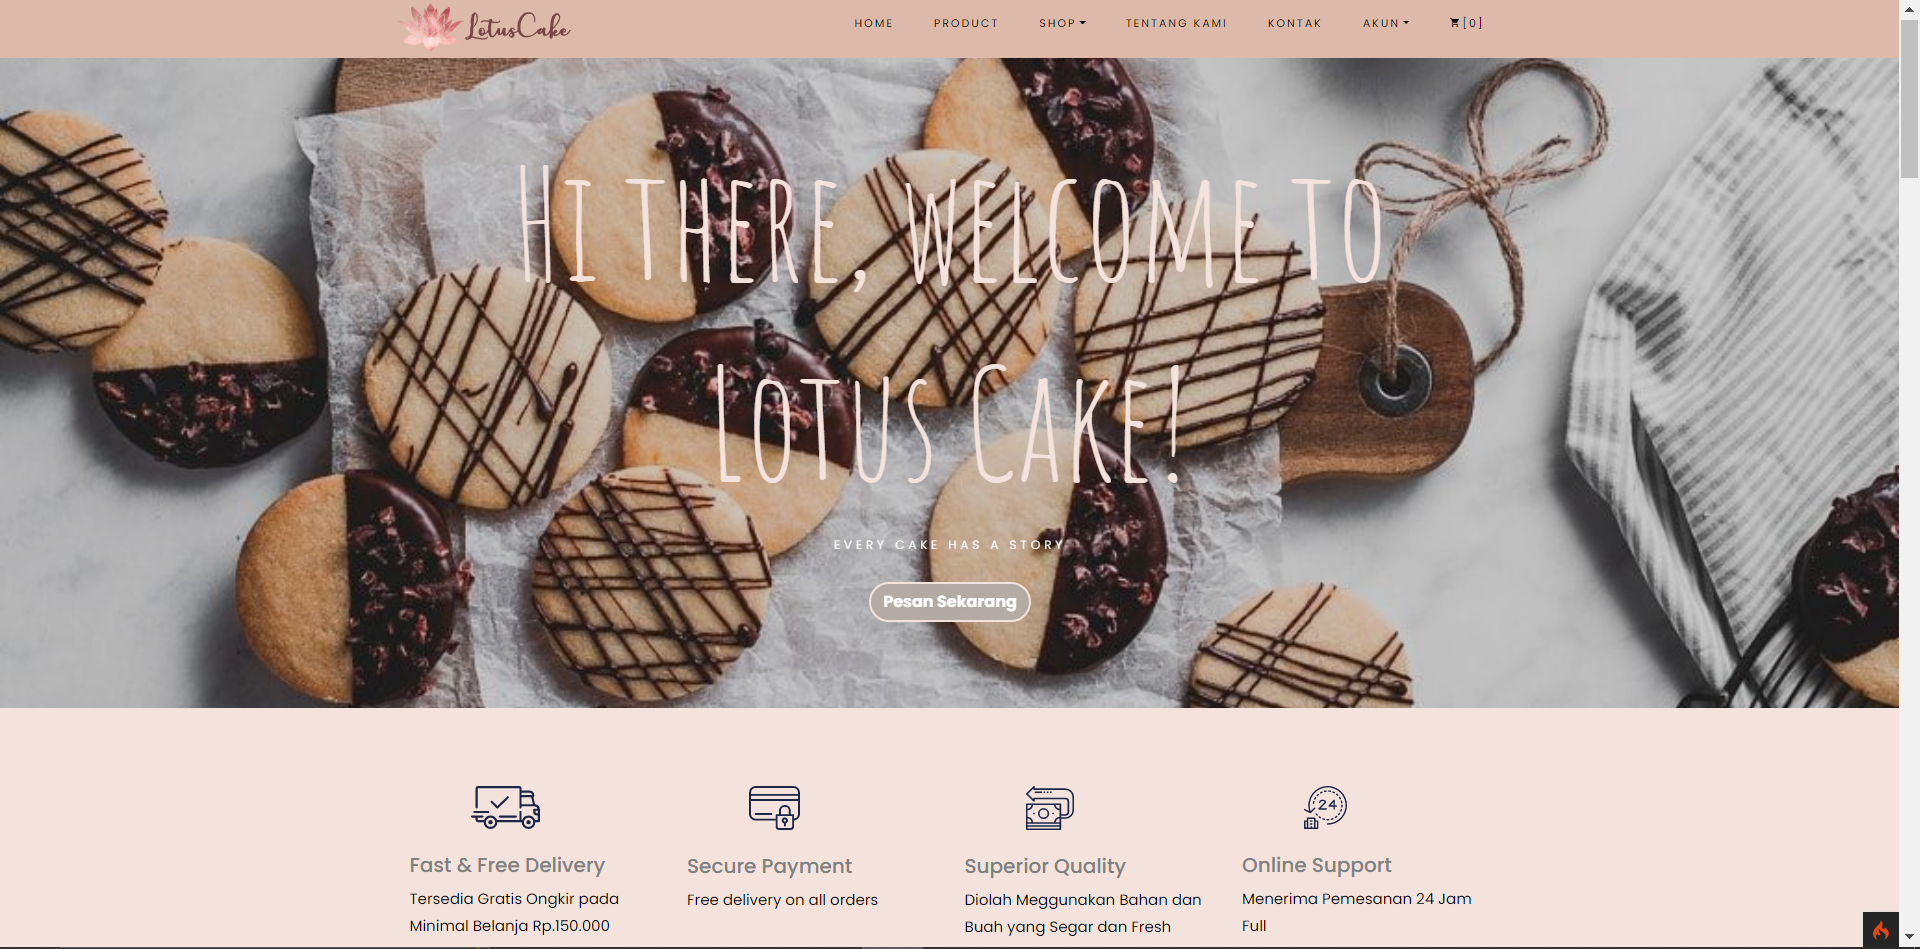 LotusCake
HOME PRODUCT SHOP TENTANG KAMI KONTAK AKUN [0]
HI THERE, WELCOME TO
LOTUS CAKE!
EVERY CAKE HAS A STORY
Pesan Sekarang
24
Fast & Free Delivery
Tersedia Gratis Ongkir pada
Minimal Belanja Rp.150.000
Secure Payment
Free delivery on all orders
Superior Quality
Diolah Meggunakan Bahan dan
Buah yang Segar dan Fresh
Online Support
Menerima Pemesanan 24 Jam
Full